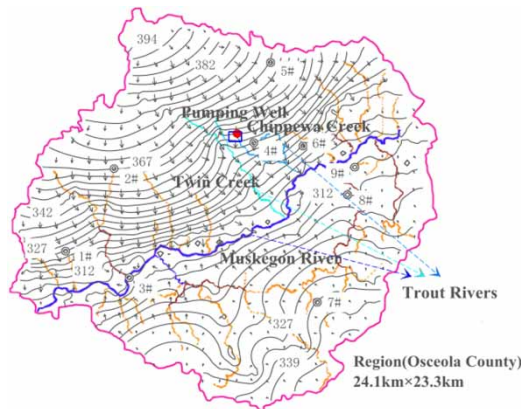 394
382
5#
Pumping Well
Chippewa Creek
4#
6#
367
2#
Twin Creek
9#
312
8#
342
327
1#
312
Muskegon River
3#
Trout Rivers
7#
327
339
Region(Osceola County)
24.1km×23.3km